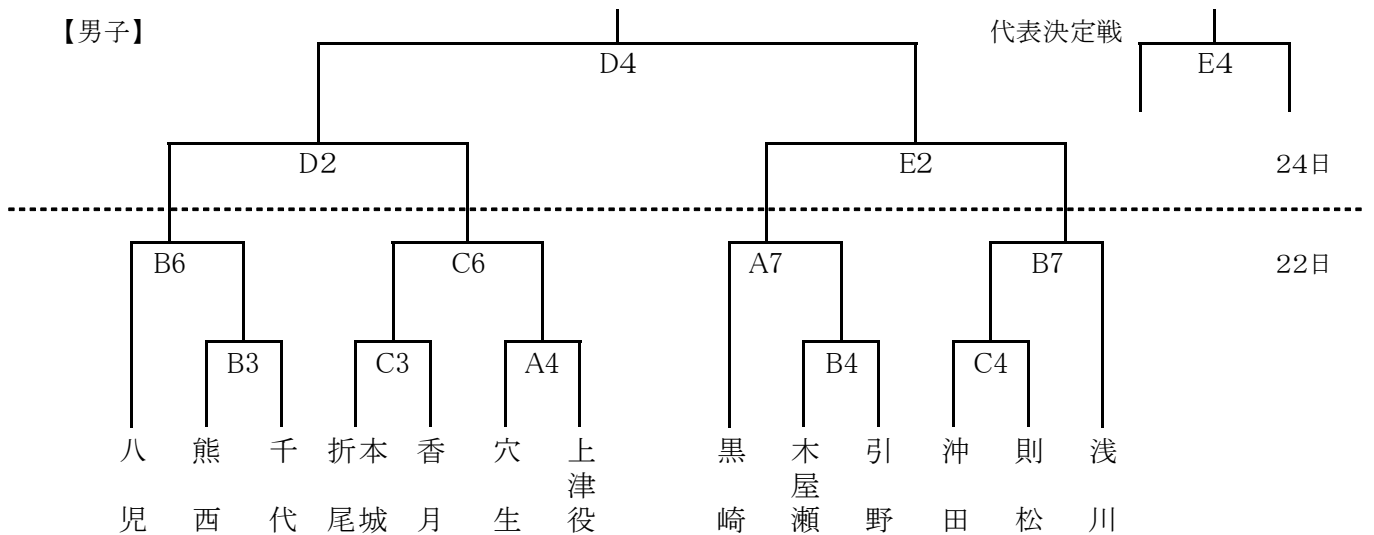 【男子】
代表決定戦
D4
E4
D2
E2
24日
B6
C6
A7
B7
22日
B3
C3
A4
B4
C4
八児
熊西
千代
折尾
本城
香月
穴生
上津役
黒崎
木屋瀬
引野
沖田
則松
浅川